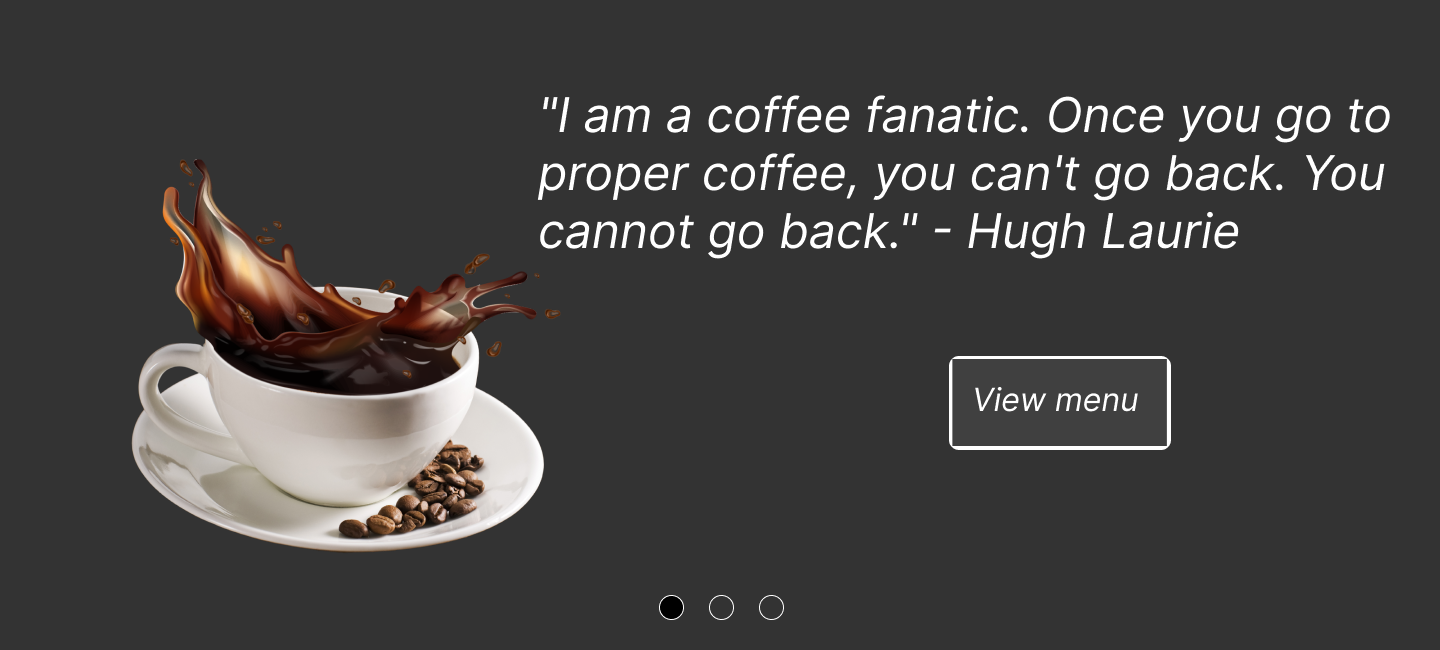 "I am a coffee fanatic. Once you go to
proper coffee, you can't go back. You
cannot go back." - Hugh Laurie
View menu